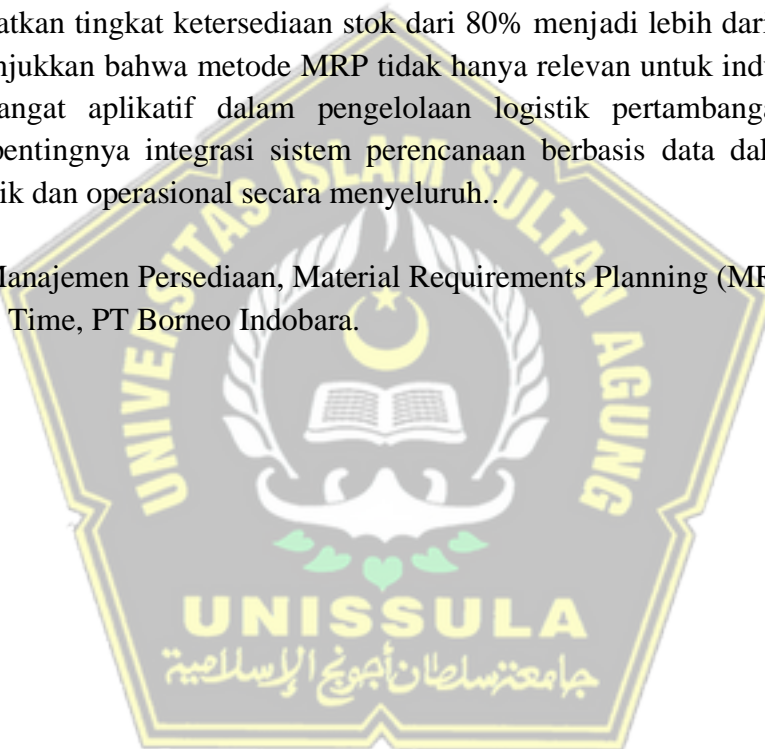 atkan tingkat ketersediaan stok dari 80% menjadi lebih dari
njukkan bahwa metode MRP tidak hanya relevan untuk ind
angat aplikatif dalam pengelolaan logistik pertambanga
pentingnya integrasi sistem perencanaan berbasis data dal
ik dan operasional secara menyeluruh..
Manajemen Persediaan, Material Requirements Planning (MR
Time, PT Borneo Indobara.
UNIVERSITAS ISLAM SULTAN AGUNG
UNISSULA
جامعة سلطان أجونج الإسلامية